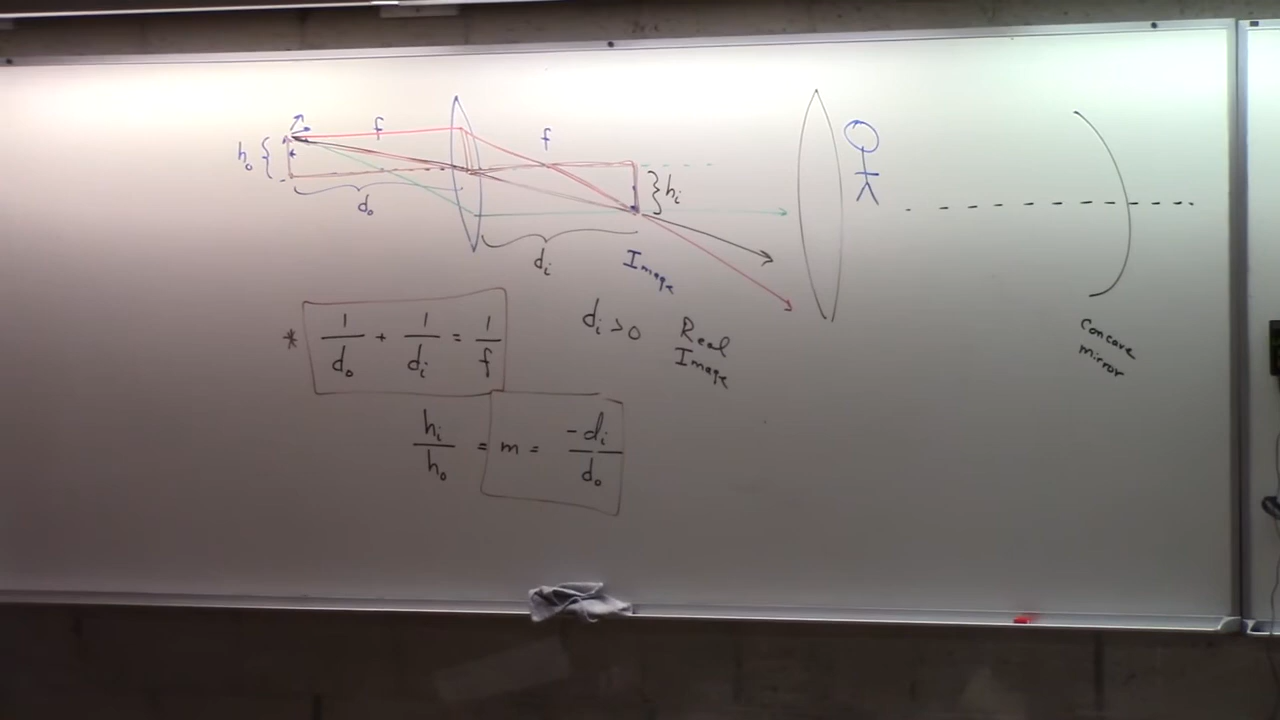 f
f
h₀ {
} hᵢ
d₀
dᵢ
Image
* 1/d₀ + 1/dᵢ = 1/f
dᵢ > 0 Real
Image
hᵢ/h₀ = m = -dᵢ/d₀
Concave
mirror